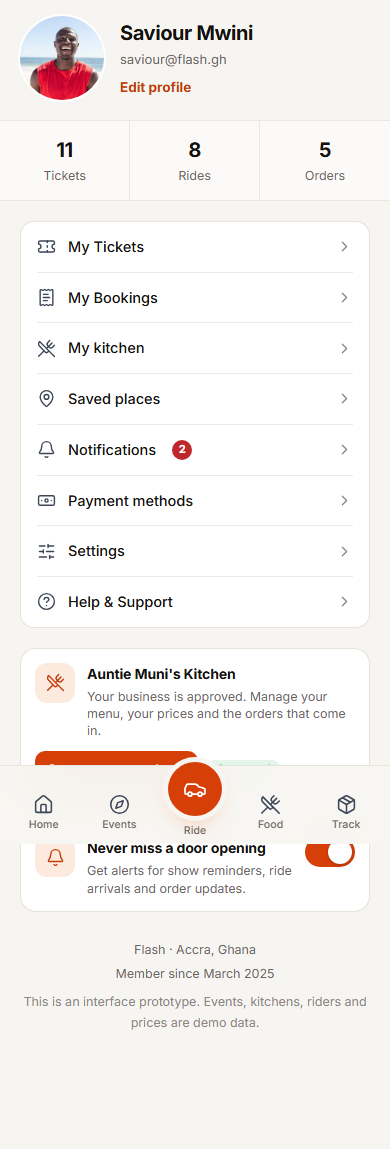 Saviour Mwini
saviour@flash.gh
Edit profile
11
Tickets
8
Rides
5
Orders
My Tickets
My Bookings
My kitchen
Saved places
Notifications 2
Payment methods
Settings
Help & Support
Auntie Muni's Kitchen
Your business is approved. Manage your
menu, your prices and the orders that come
in.
Home
Events
Ride
Food
Track
Never miss a door opening
Get alerts for show reminders, ride
arrivals and order updates.
Flash · Accra, Ghana
Member since March 2025
This is an interface prototype. Events, kitchens, riders and
prices are demo data.